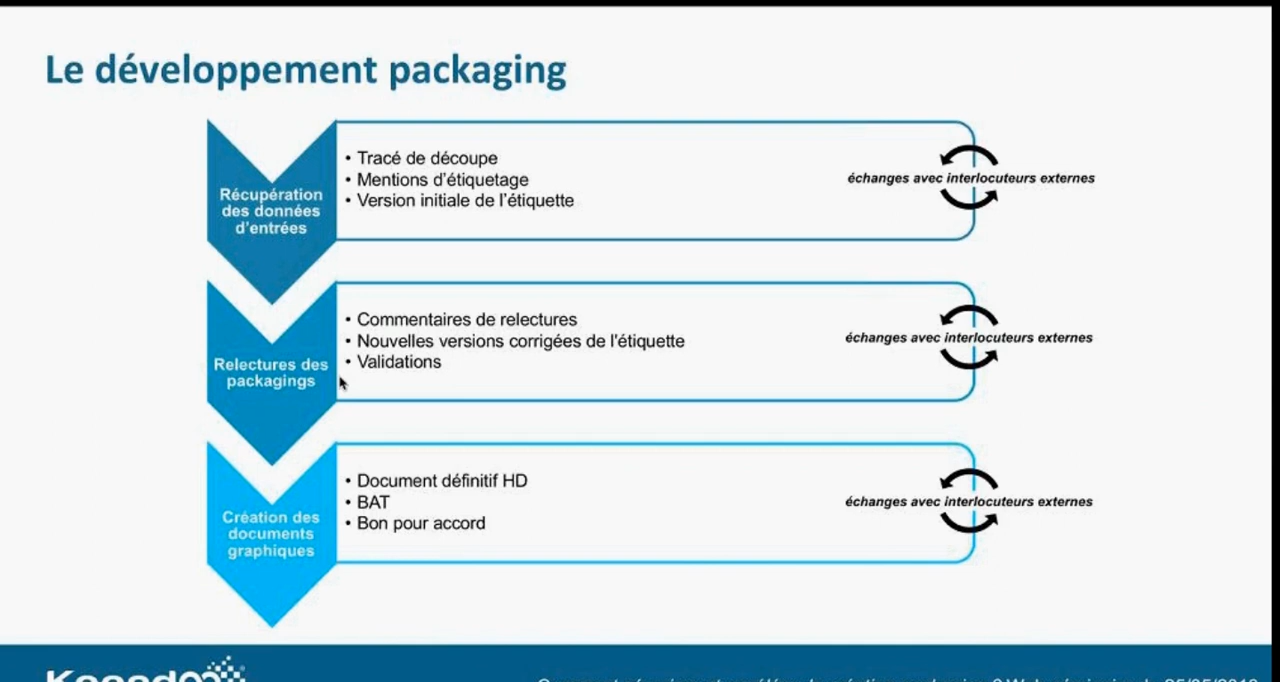 Le développement packaging
Récupération
des données
d'entrées
• Tracé de découpe
• Mentions d'étiquetage
• Version initiale de l'étiquette
échanges avec interlocuteurs externes
Relectures des
packagings
• Commentaires de relectures
• Nouvelles versions corrigées de l'étiquette
• Validations
échanges avec interlocuteurs externes
Création des
documents
graphiques
• Document définitif HD
• BAT
• Bon pour accord
échanges avec interlocuteurs externes